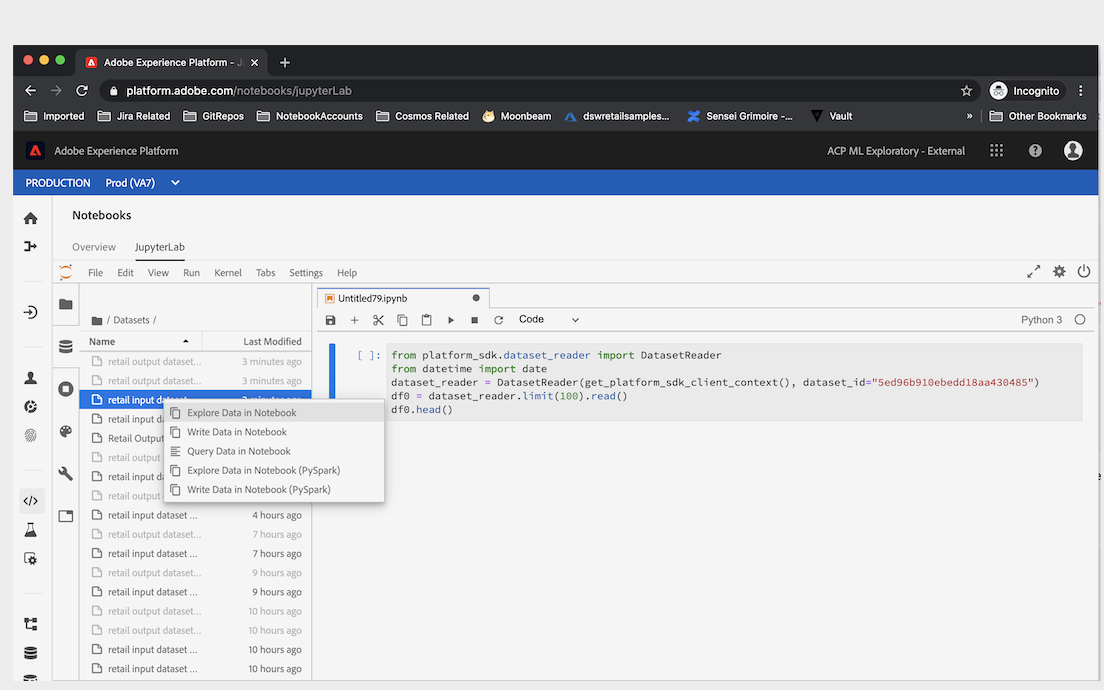 Adobe Experience Platform - J
platform.adobe.com/notebooks/jupyterLab
Incognito
Imported Jira Related GitRepos NotebookAccounts Cosmos Related Moonbeam dswretailsamples... Sensei Grimoire -... Vault » Other Bookmarks
Adobe Experience Platform ACP ML Exploratory - External
PRODUCTION Prod (VA7)
Notebooks
Overview JupyterLab
File Edit View Run Kernel Tabs Settings Help
Untitled79.ipynb
/ Datasets /
Code
Python 3
Name Last Modified
retail output dataset... 3 minutes ago
retail output dataset... 3 minutes ago
retail input
retail input
Retail Output
retail output
retail input da
retail output
retail input dataset ... 4 hours ago
retail output dataset... 7 hours ago
retail input dataset ... 7 hours ago
retail output dataset... 9 hours ago
retail input dataset ... 9 hours ago
retail output dataset... 10 hours ago
retail output dataset... 10 hours ago
retail input dataset ... 10 hours ago
retail input dataset ... 10 hours ago
Explore Data in Notebook
Write Data in Notebook
Query Data in Notebook
Explore Data in Notebook (PySpark)
Write Data in Notebook (PySpark)
[ ]: from platform_sdk.dataset_reader import DatasetReader
from datetime import date
dataset_reader = DatasetReader(get_platform_sdk_client_context(), dataset_id="5ed96b910ebedd18aa430485")
df0 = dataset_reader.limit(100).read()
df0.head()